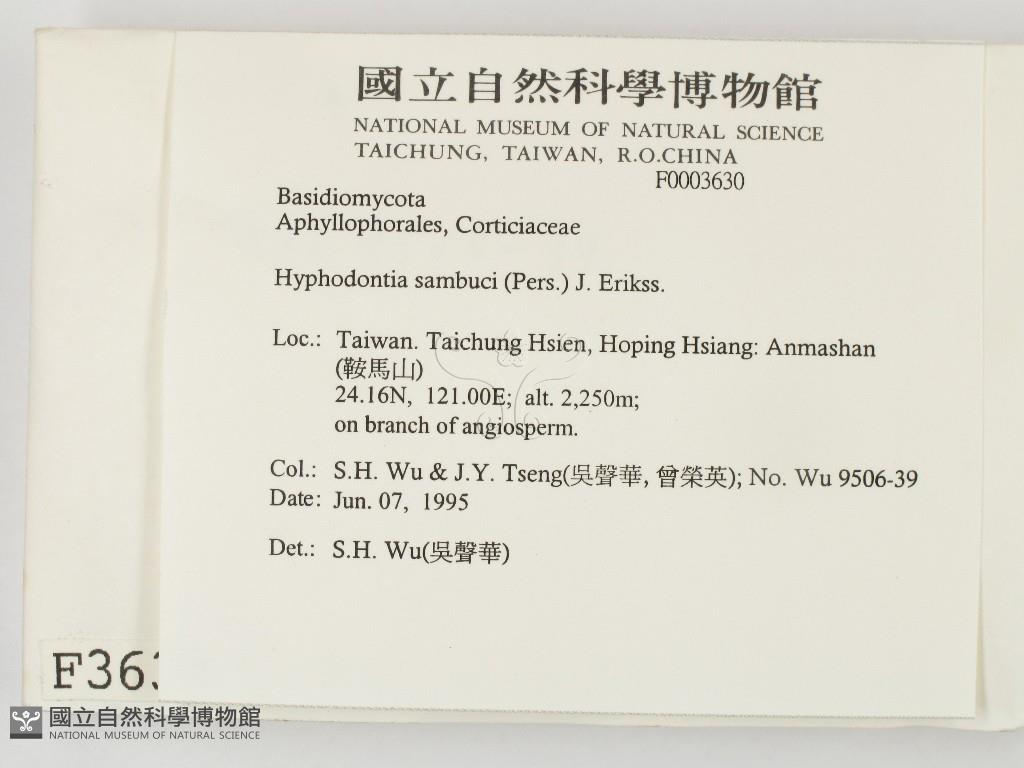 國立自然科學博物館
NATIONAL MUSEUM OF NATURAL SCIENCE
TAICHUNG, TAIWAN, R.O.CHINA
F0003630
Basidiomycota
Aphyllophorales, Corticiaceae
Hyphodontia sambuci (Pers.) J. Erikss.
Loc.: Taiwan. Taichung Hsien, Hoping Hsiang: Anmashan
(鞍馬山)
24.16N, 121.00E; alt. 2,250m;
on branch of angiosperm.
Col.: S.H. Wu & J.Y. Tseng(吳聲華, 曾榮英); No. Wu 9506-39
Date: Jun. 07, 1995
Det.: S.H. Wu(吳聲華)
F363
國立自然科學博物館
NATIONAL MUSEUM OF NATURAL SCIENCE